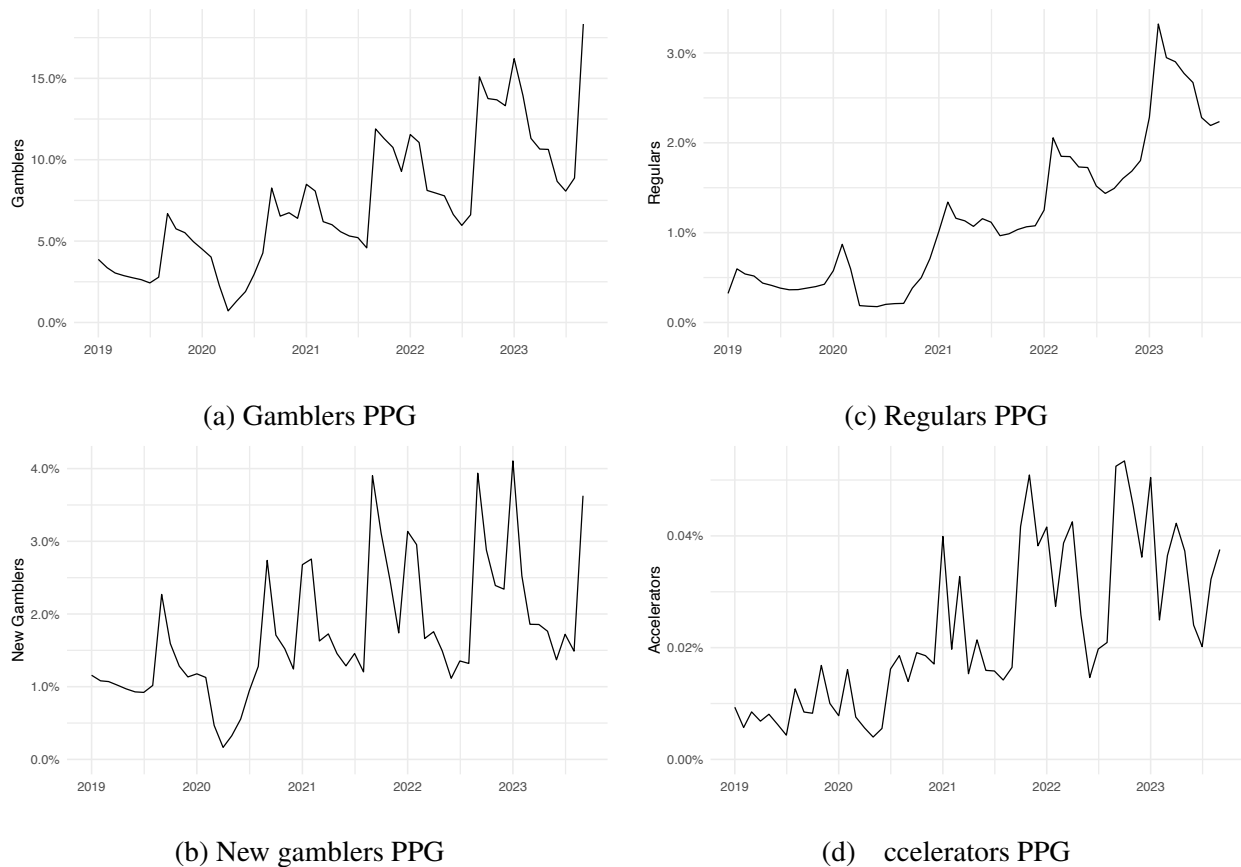 15.0%
10.0%
5.0%
0.0%
Gamblers
2019 2020 2021 2022 2023
(a) Gamblers PPG
3.0%
2.0%
1.0%
0.0%
Regulars
2019 2020 2021 2022 2023
(c) Regulars PPG
4.0%
3.0%
2.0%
1.0%
0.0%
New Gamblers
2019 2020 2021 2022 2023
(b) New gamblers PPG
0.04%
0.02%
0.00%
Accelerators
2019 2020 2021 2022 2023
(d) ccelerators PPG